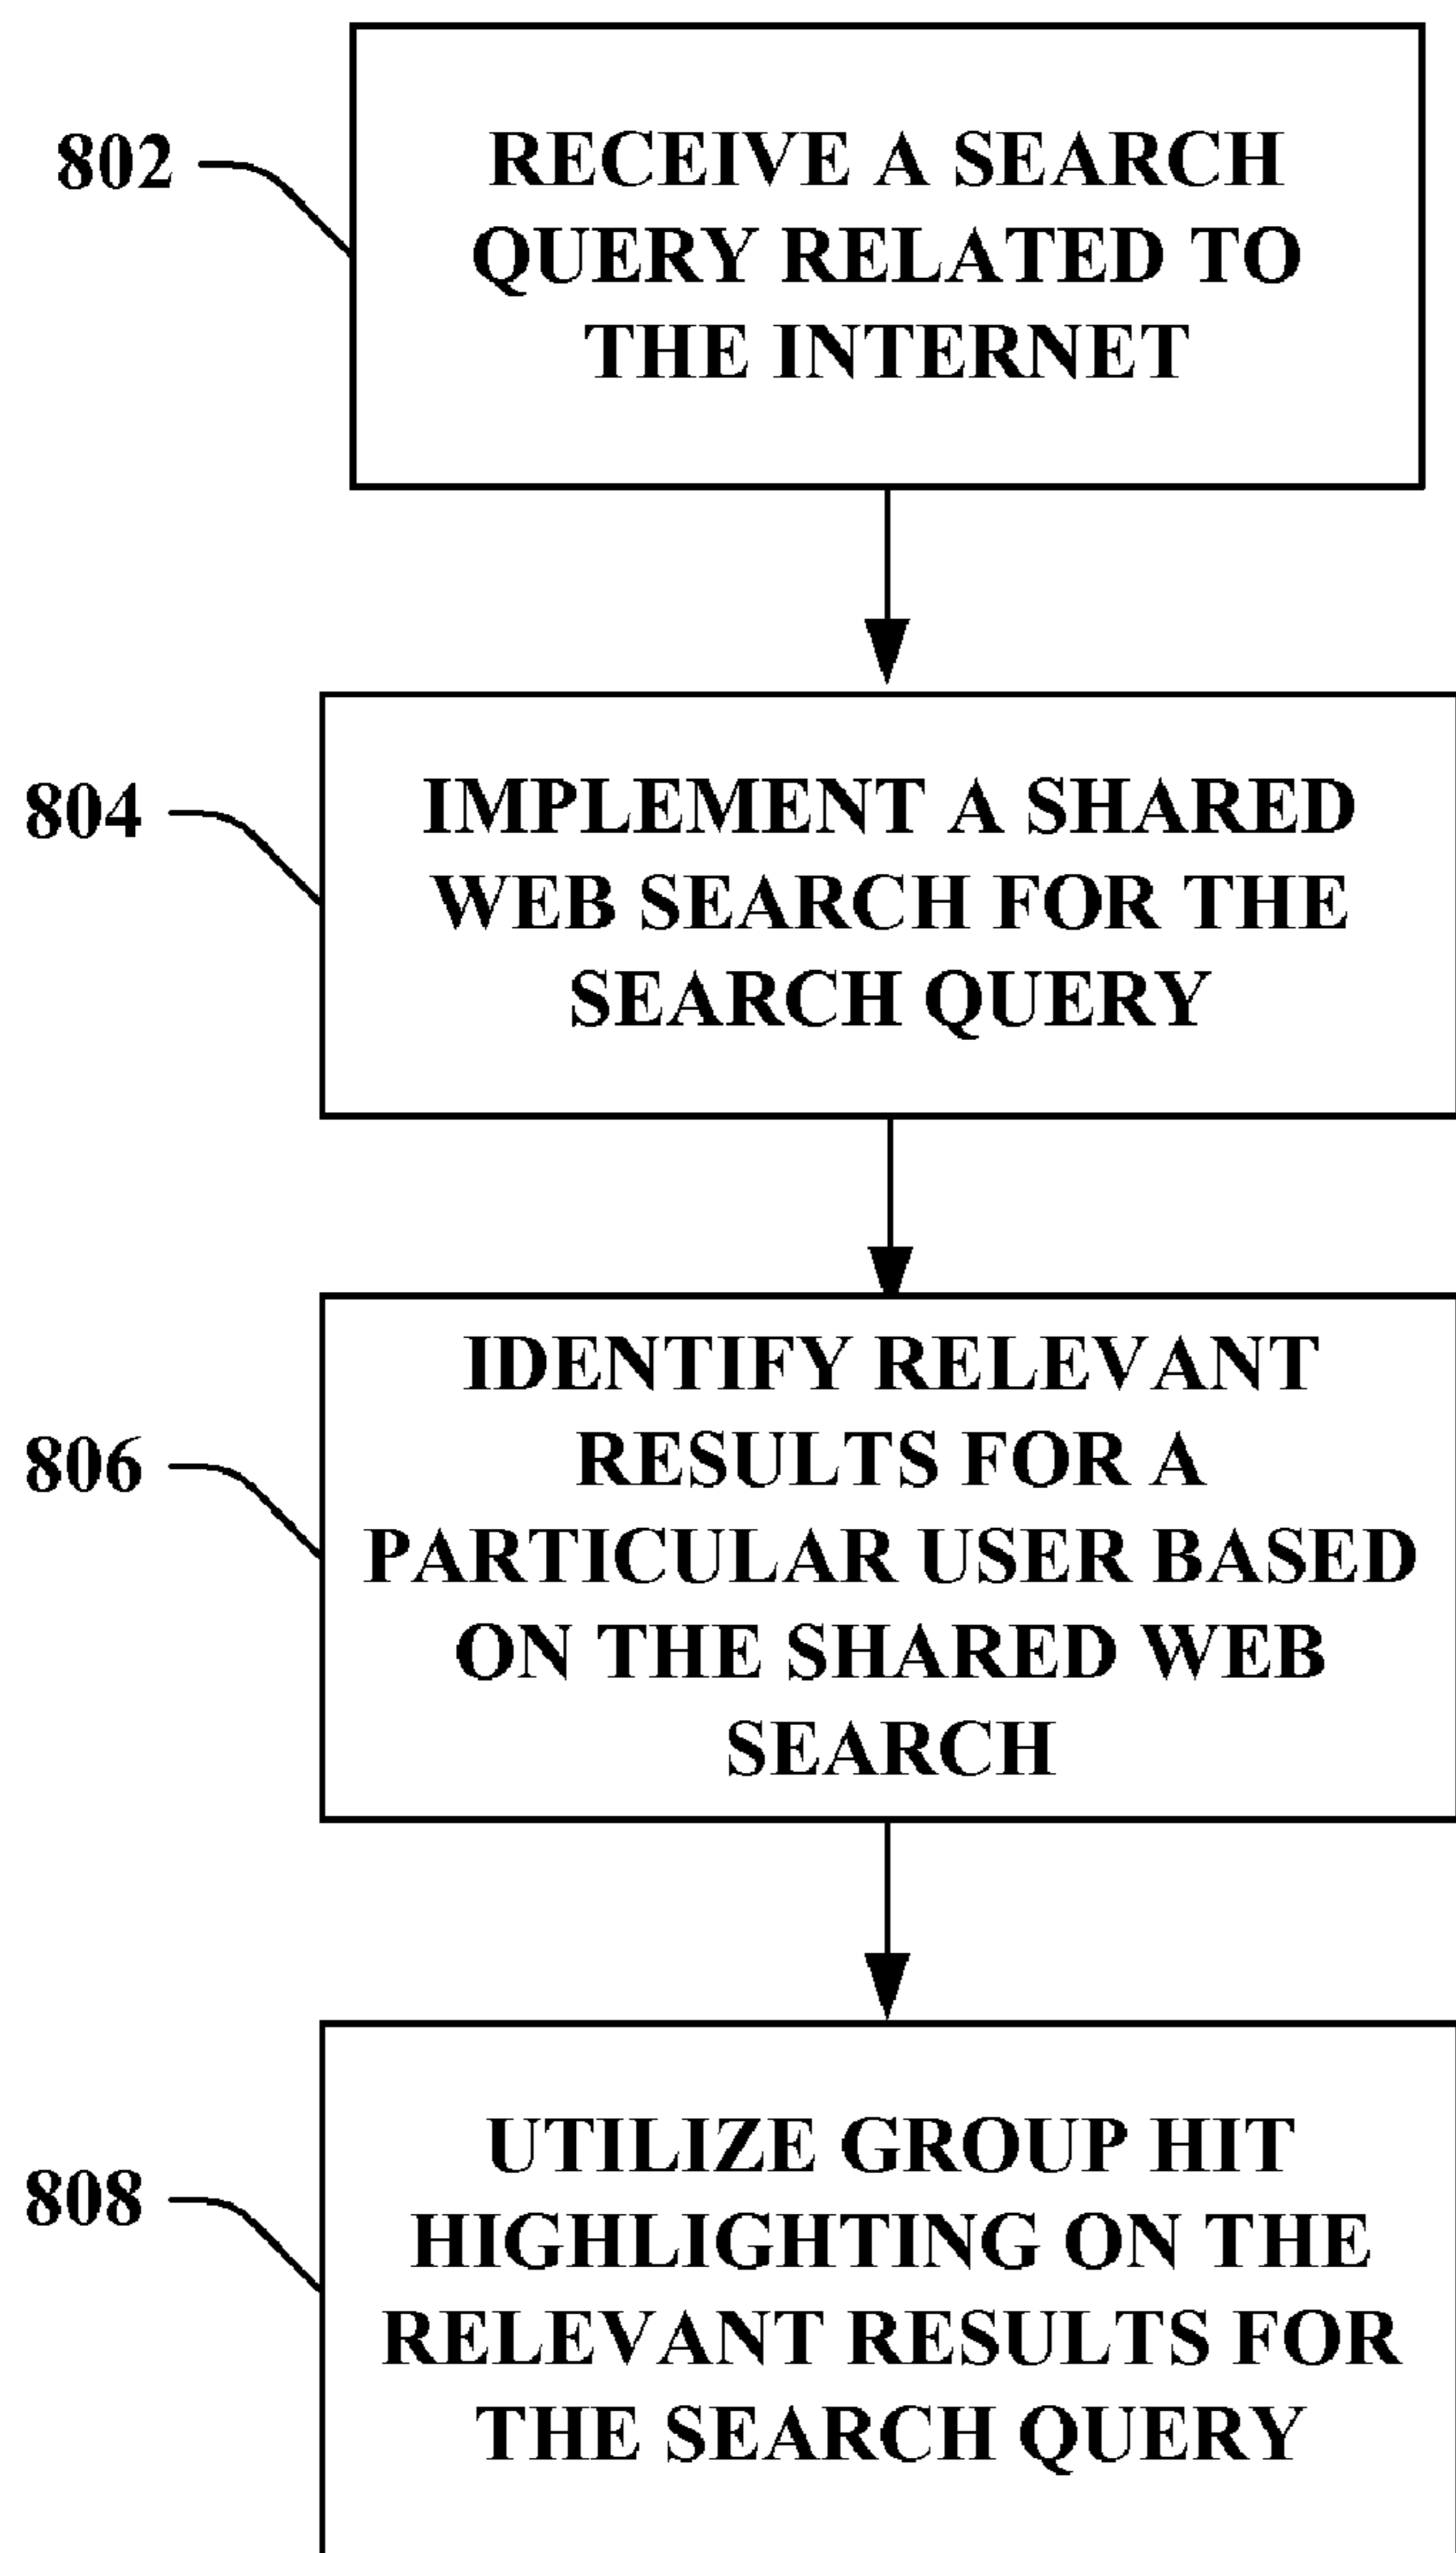 802
RECEIVE A SEARCH
QUERY RELATED TO
THE INTERNET
804
IMPLEMENT A SHARED
WEB SEARCH FOR THE
SEARCH QUERY
806
IDENTIFY RELEVANT
RESULTS FOR A
PARTICULAR USER BASED
ON THE SHARED WEB
SEARCH
808
UTILIZE GROUP HIT
HIGHLIGHTING ON THE
RELEVANT RESULTS FOR
THE SEARCH QUERY